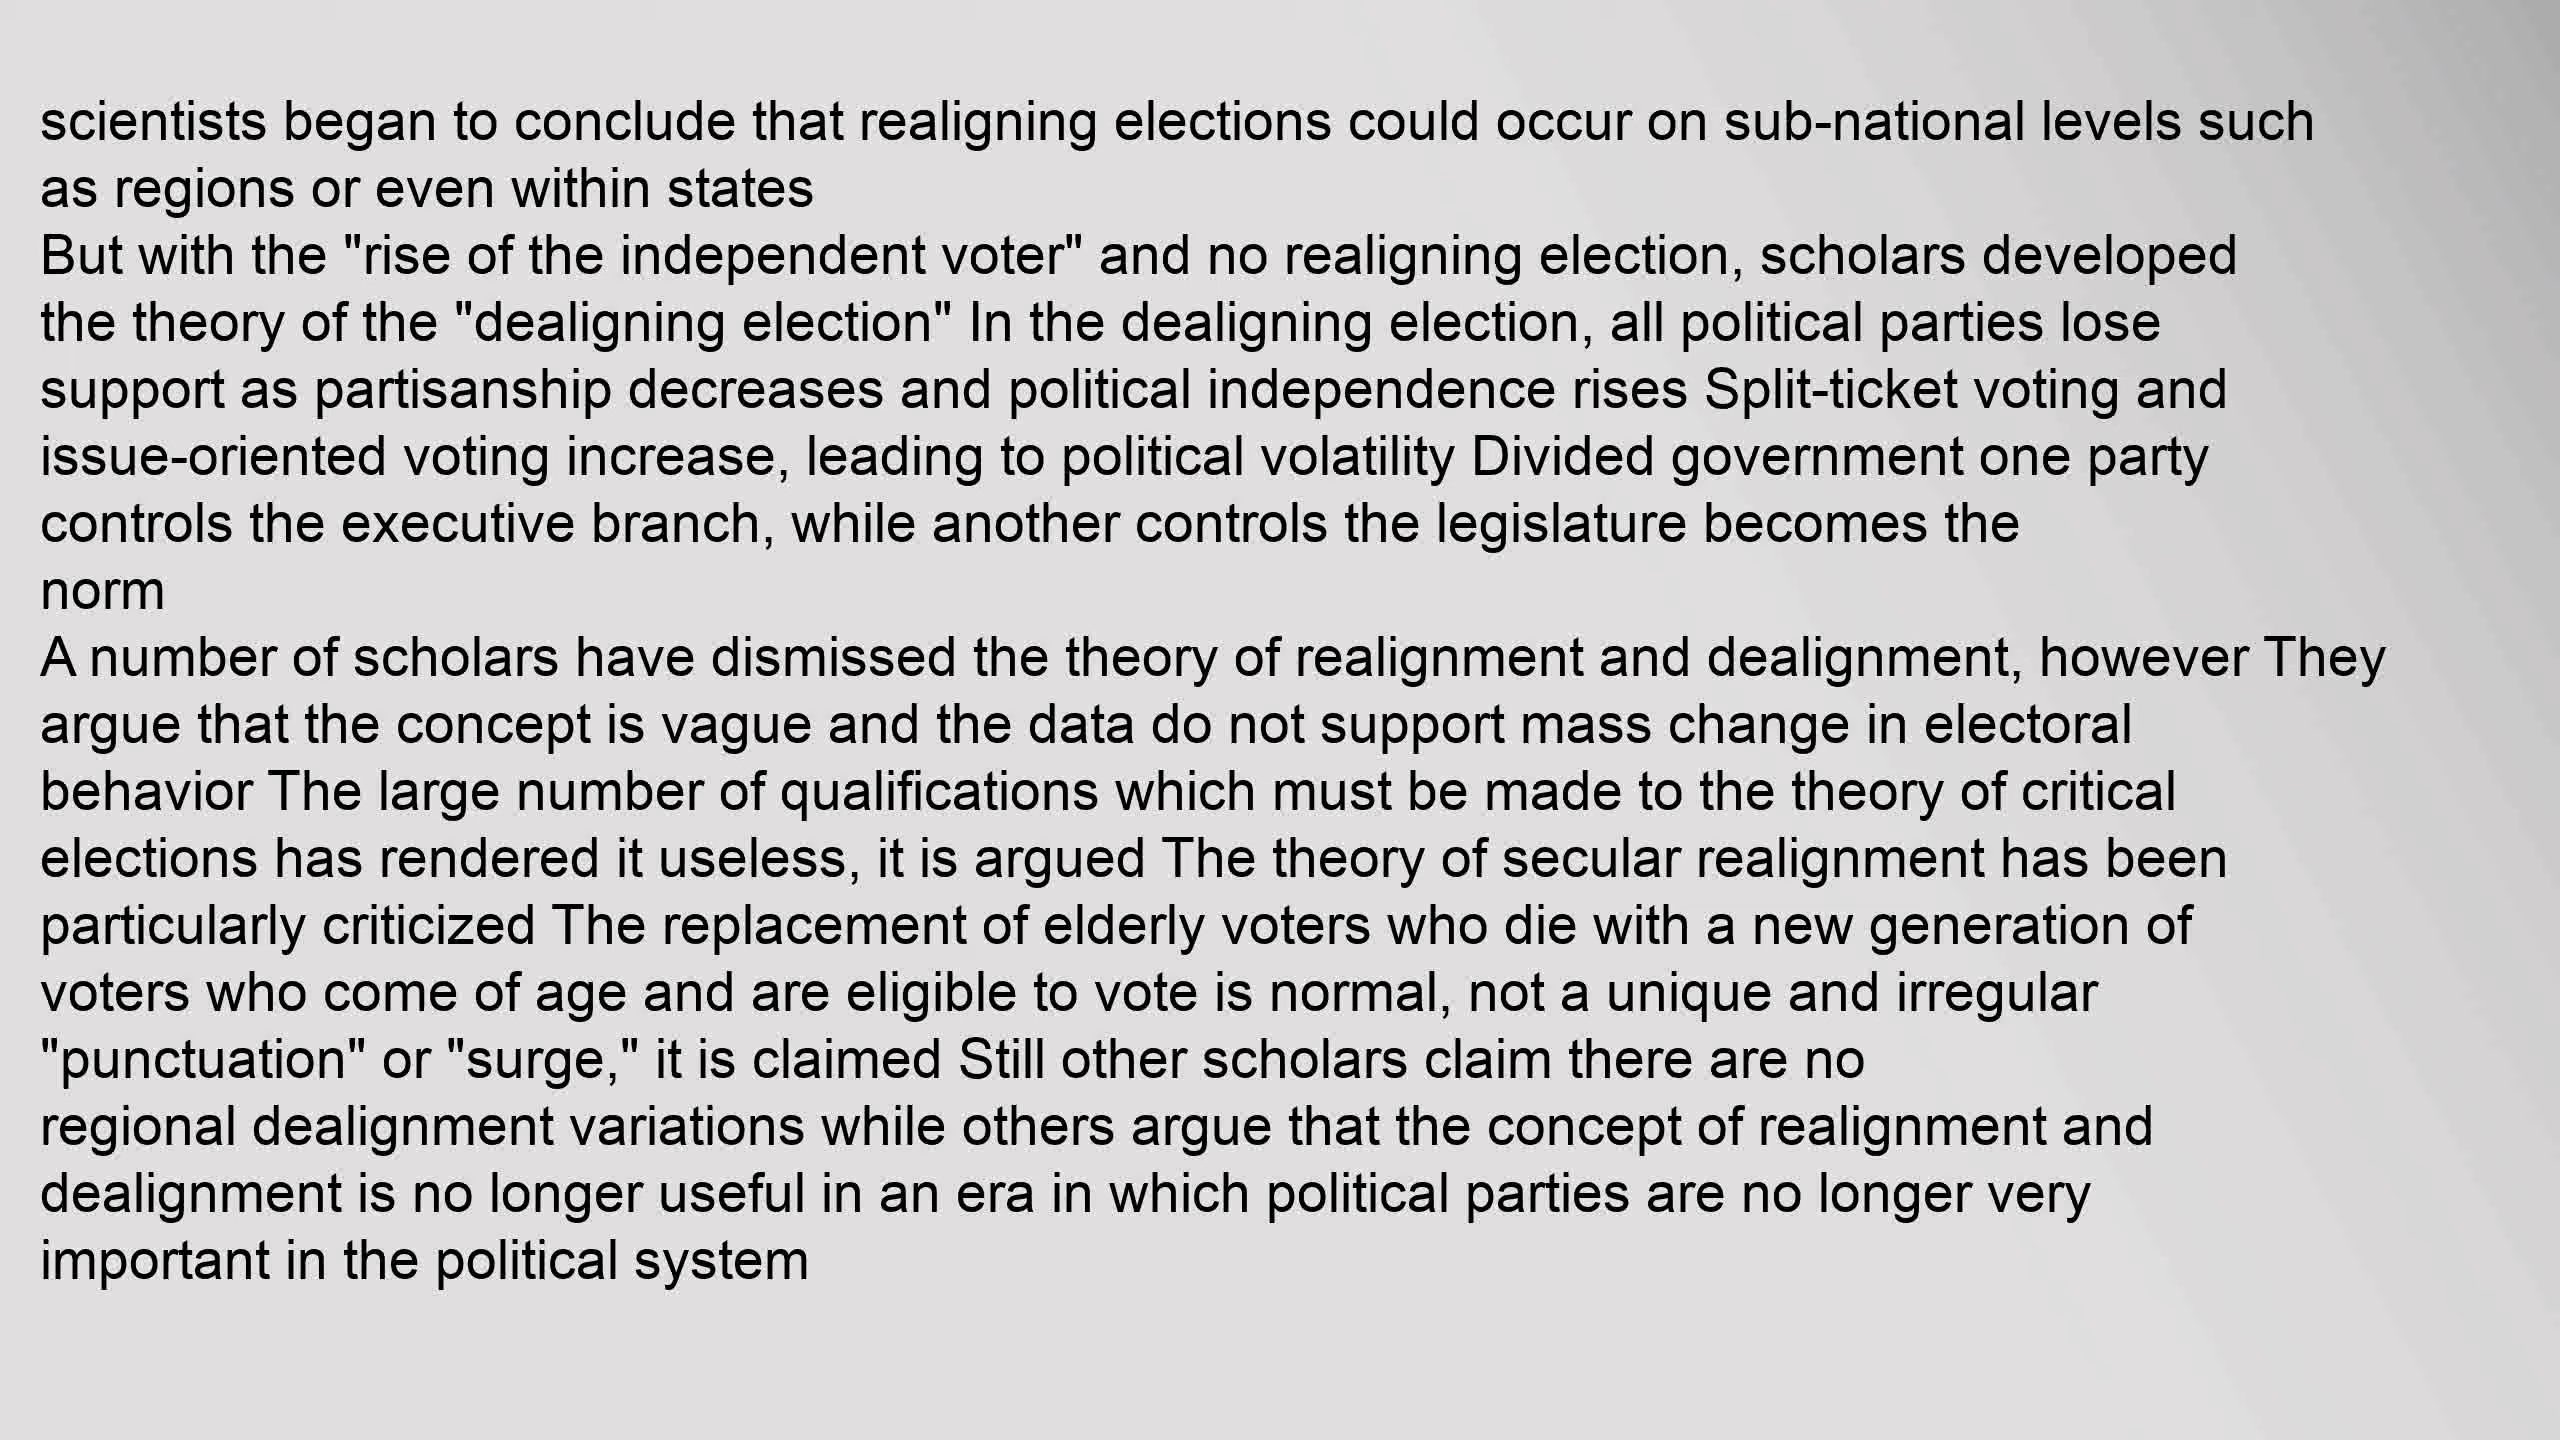 scientists began to conclude that realigning elections could occur on sub-national levels such
as regions or even within states
But with the "rise of the independent voter" and no realigning election, scholars developed
the theory of the "dealigning election" In the dealigning election, all political parties lose
support as partisanship decreases and political independence rises Split-ticket voting and
issue-oriented voting increase, leading to political volatility Divided government one party
controls the executive branch, while another controls the legislature becomes the
norm
A number of scholars have dismissed the theory of realignment and dealignment, however They
argue that the concept is vague and the data do not support mass change in electoral
behavior The large number of qualifications which must be made to the theory of critical
elections has rendered it useless, it is argued The theory of secular realignment has been
particularly criticized The replacement of elderly voters who die with a new generation of
voters who come of age and are eligible to vote is normal, not a unique and irregular
"punctuation" or "surge," it is claimed Still other scholars claim there are no
regional dealignment variations while others argue that the concept of realignment and
dealignment is no longer useful in an era in which political parties are no longer very
important in the political system